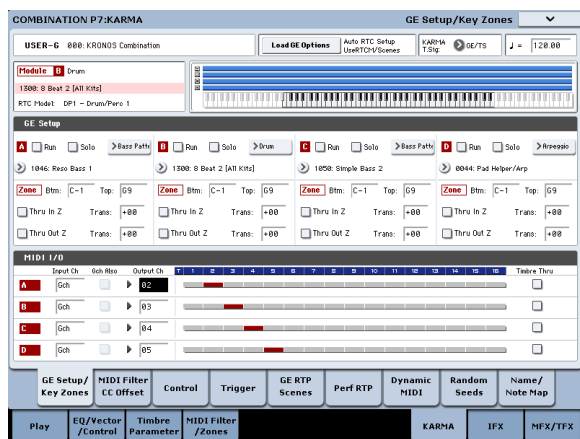 COMBINATION P7:KARMA GE Setup/Key Zones
USER-G 000: KRONOS Combination Load GE Options Auto RTC Setup UseRTCM/Scenes KARMA T.Sig: GE/TS ♩ = 120.00
Module B Drum
1300: 8 Beat 2 [All Kits]
RTC Model: DP1 - Drum/Perc 1
A
B
C
D
GE Setup
A Run Solo >Bass Patte B Run Solo >Drum C Run Solo >Bass Patte D Run Solo >Arpeggio
1046: Reso Bass 1 1300: 8 Beat 2 [All Kits] 1050: Simple Bass 2 0044: Pad Helper/Arp
Zone Btm: C-1 Top: G9 Zone Btm: C-1 Top: G9 Zone Btm: C-1 Top: G9 Zone Btm: C-1 Top: G9
Thru In Z Trans: +00 Thru In Z Trans: +00 Thru In Z Trans: +00 Thru In Z Trans: +00
Thru Out Z Trans: +00 Thru Out Z Trans: +00 Thru Out Z Trans: +00 Thru Out Z Trans: +00
MIDI I/O
Input Ch Gch Also Output Ch T 1 2 3 4 5 6 7 8 9 10 11 12 13 14 15 16 Timbre Thru
A Gch 02
B Gch 03
C Gch 04
D Gch 05
GE Setup/ Key Zones MIDI Filter CC Offset Control Trigger GE RTP Scenes Perf RTP Dynamic MIDI Random Seeds Name/ Note Map
Play EQ/Vector /Control Timbre Parameter MIDI Filter /Zones KARMA IFX MFX/TFX